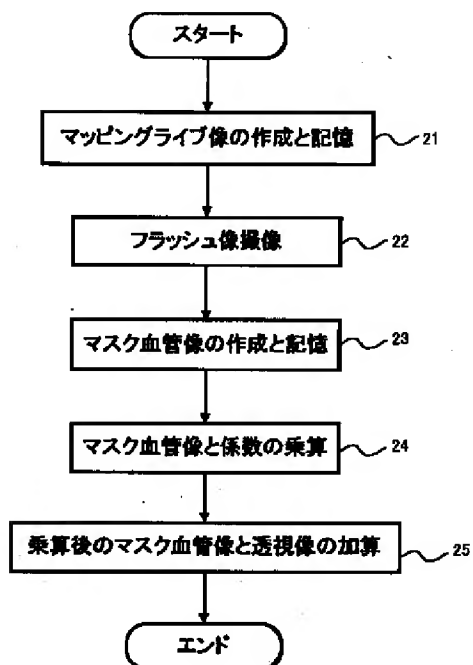 スタート
マッピングライブ像の作成と記憶
21
フラッシュ像撮像
22
マスク血管像の作成と記憶
23
マスク血管像と係数の乗算
24
乗算後のマスク血管像と透視像の加算
25
エンド